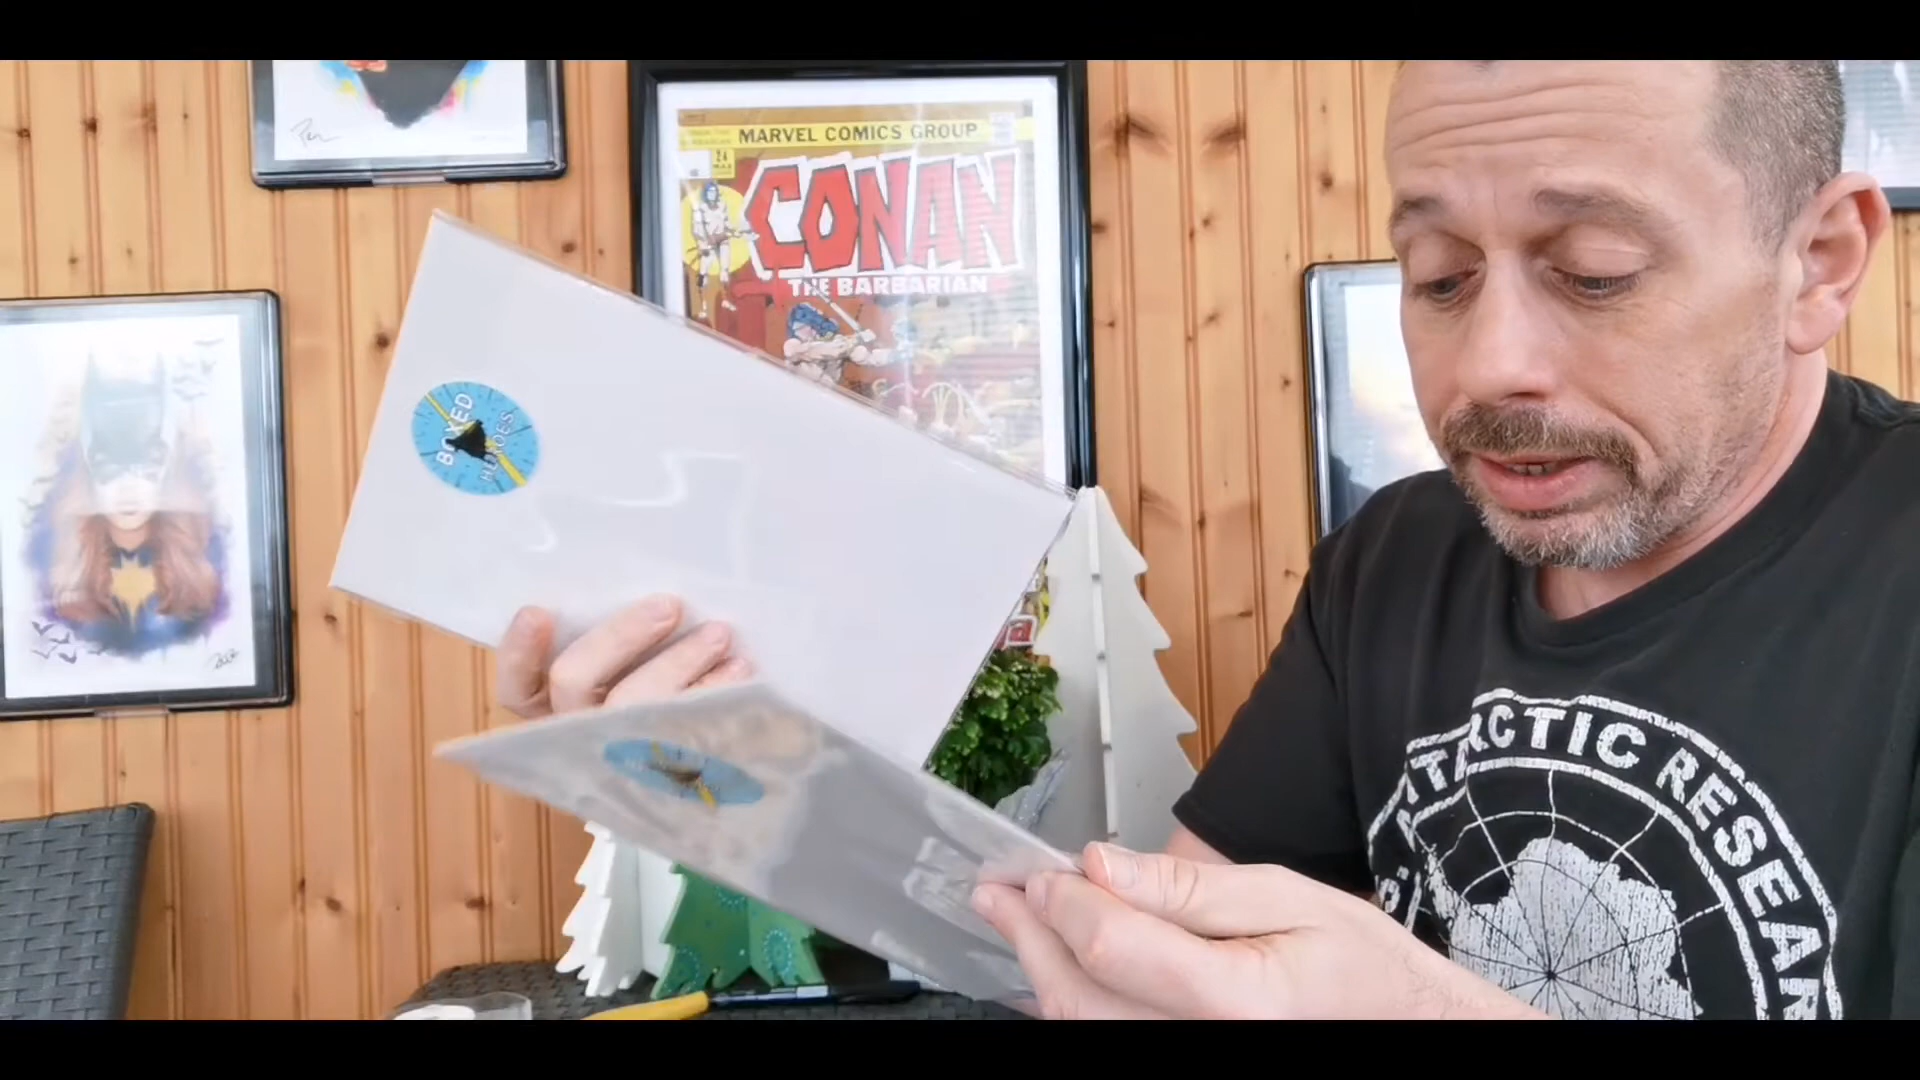 MARVEL COMICS GROUP
24
CONAN
THE BARBARIAN
BOXED
HEROES
ANTARCTIC RESEAR